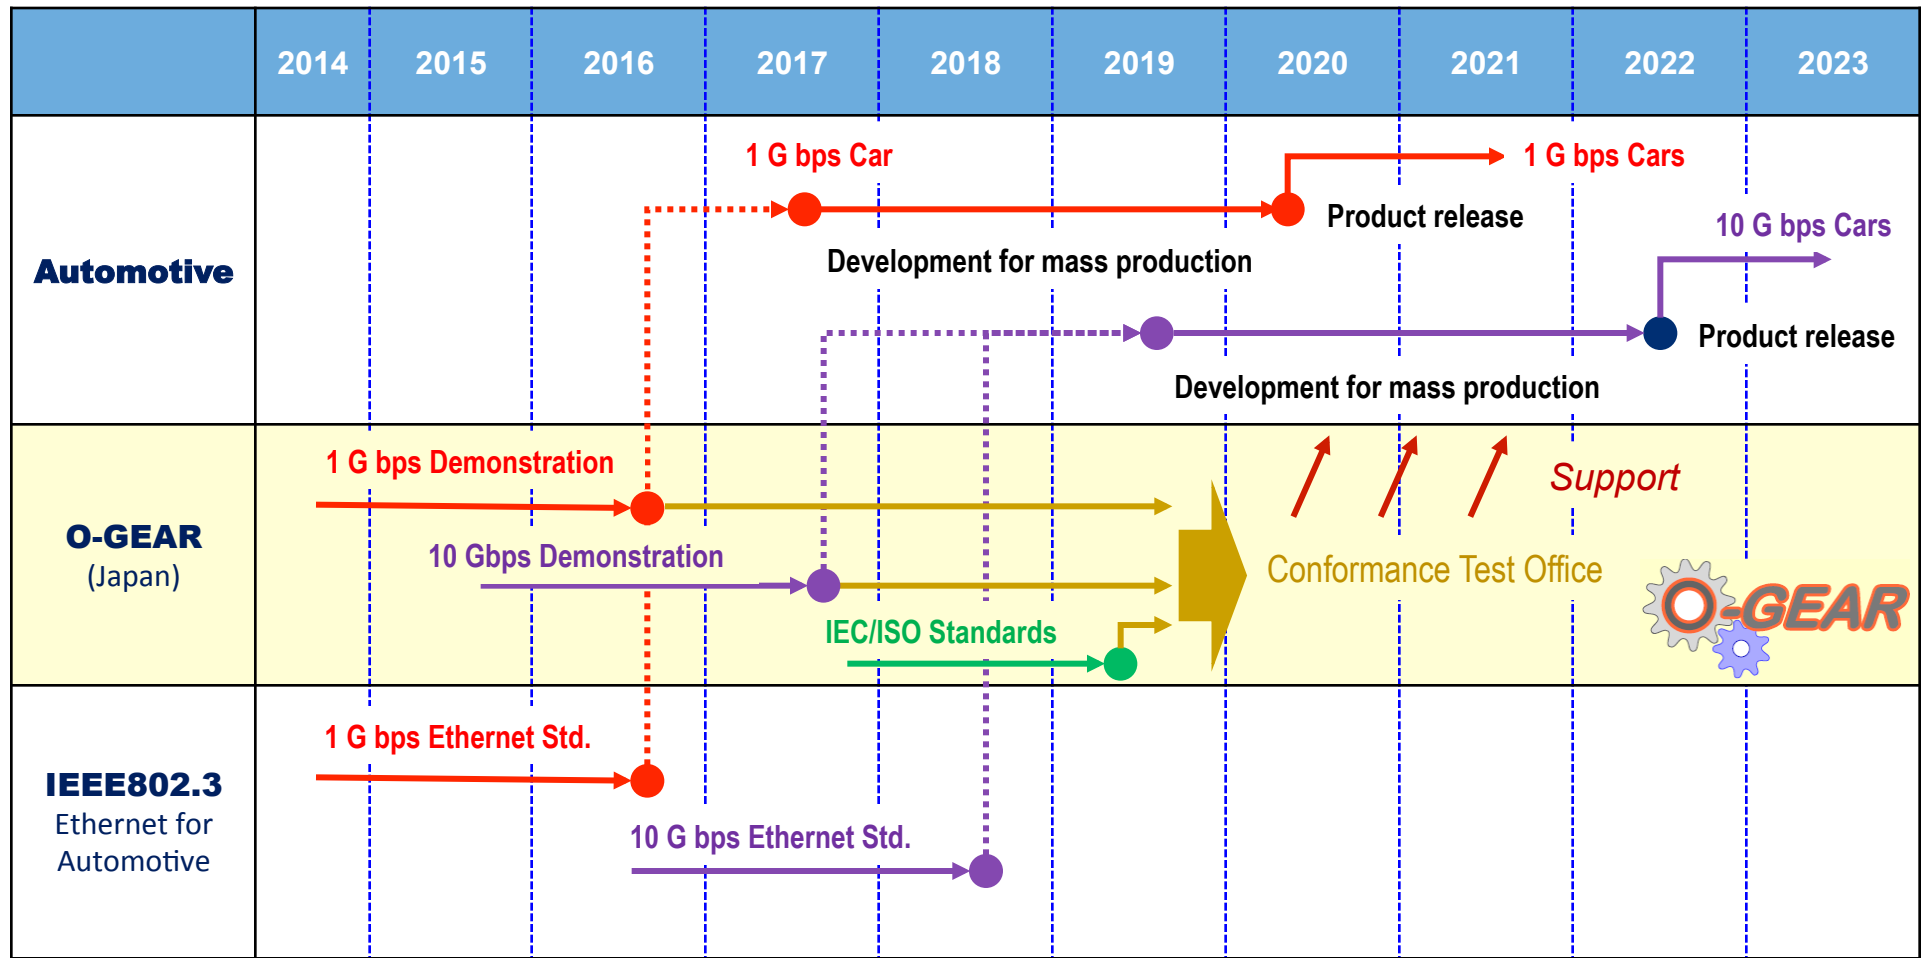 2014 2015 2016 2017 2018 2019 2020 2021 2022 2023
Automotive
1 G bps Car
1 G bps Cars
Product release
10 G bps Cars
Development for mass production
Product release
Development for mass production
O-GEAR
(Japan)
1 G bps Demonstration
Support
10 Gbps Demonstration
Conformance Test Office
IEC/ISO Standards
O-GEAR
IEEE802.3
Ethernet for
Automotive
1 G bps Ethernet Std.
10 G bps Ethernet Std.